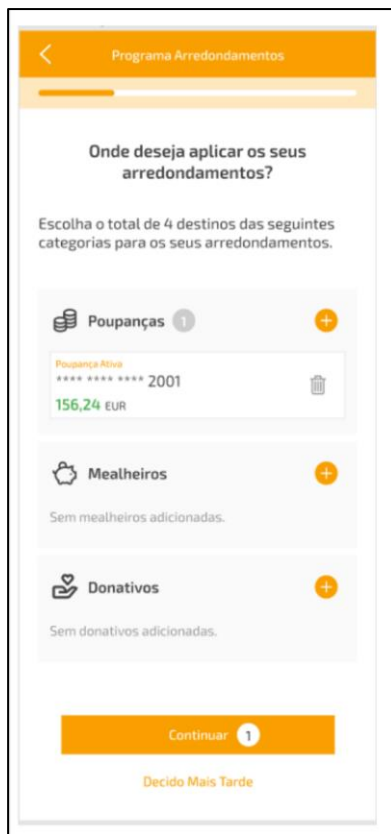 Programa Arredondamentos
Onde deseja aplicar os seus
arredondamentos?
Escolha o total de 4 destinos das seguintes
categorias para os seus arredondamentos.
Poupanças 1
Poupança Ativa
**** **** **** 2001
156,24 EUR
Mealheiros
Sem mealheiros adicionadas.
Donativos
Sem donativos adicionadas.
Continuar 1
Decido Mais Tarde